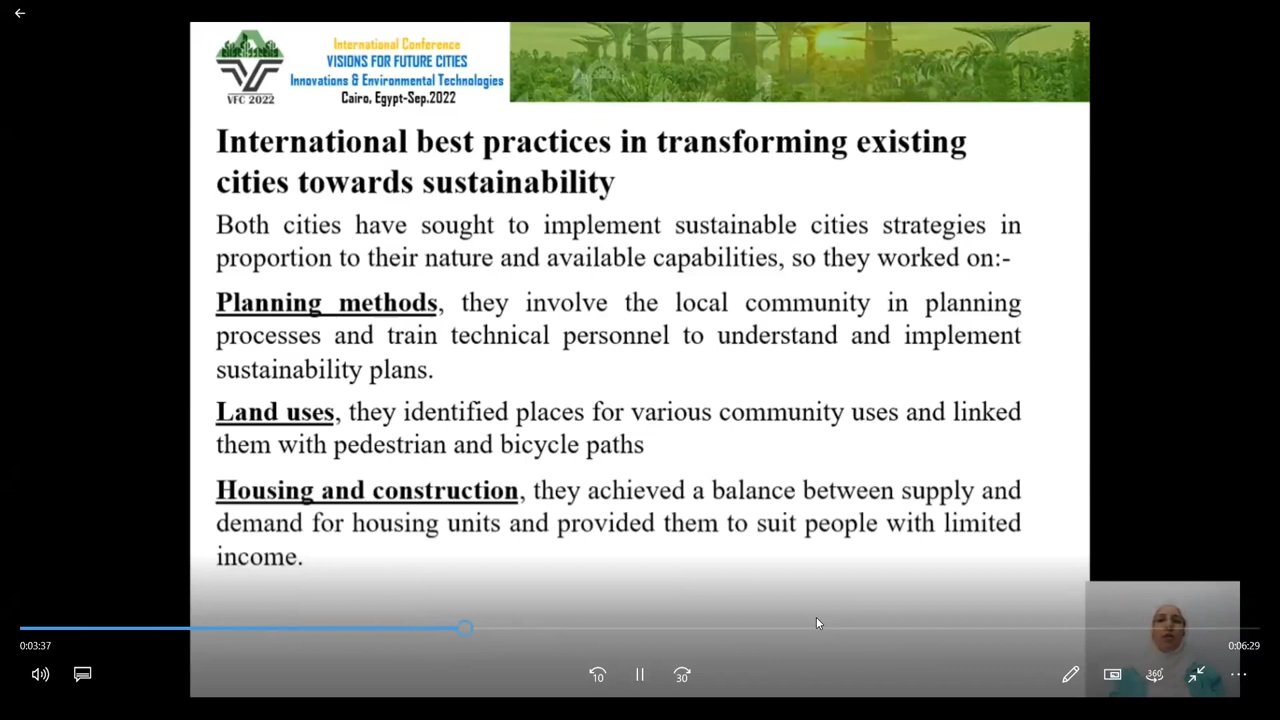 International Conference
VISIONS FOR FUTURE CITIES
Innovations & Environmental Technologies
Cairo, Egypt-Sep.2022
VFC 2022
International best practices in transforming existing
cities towards sustainability
Both cities have sought to implement sustainable cities strategies in
proportion to their nature and available capabilities, so they worked on:-
Planning methods, they involve the local community in planning
processes and train technical personnel to understand and implement
sustainability plans.
Land uses, they identified places for various community uses and linked
them with pedestrian and bicycle paths
Housing and construction, they achieved a balance between supply and
demand for housing units and provided them to suit people with limited
income.
0:03:37
0:06:29
10
30
360